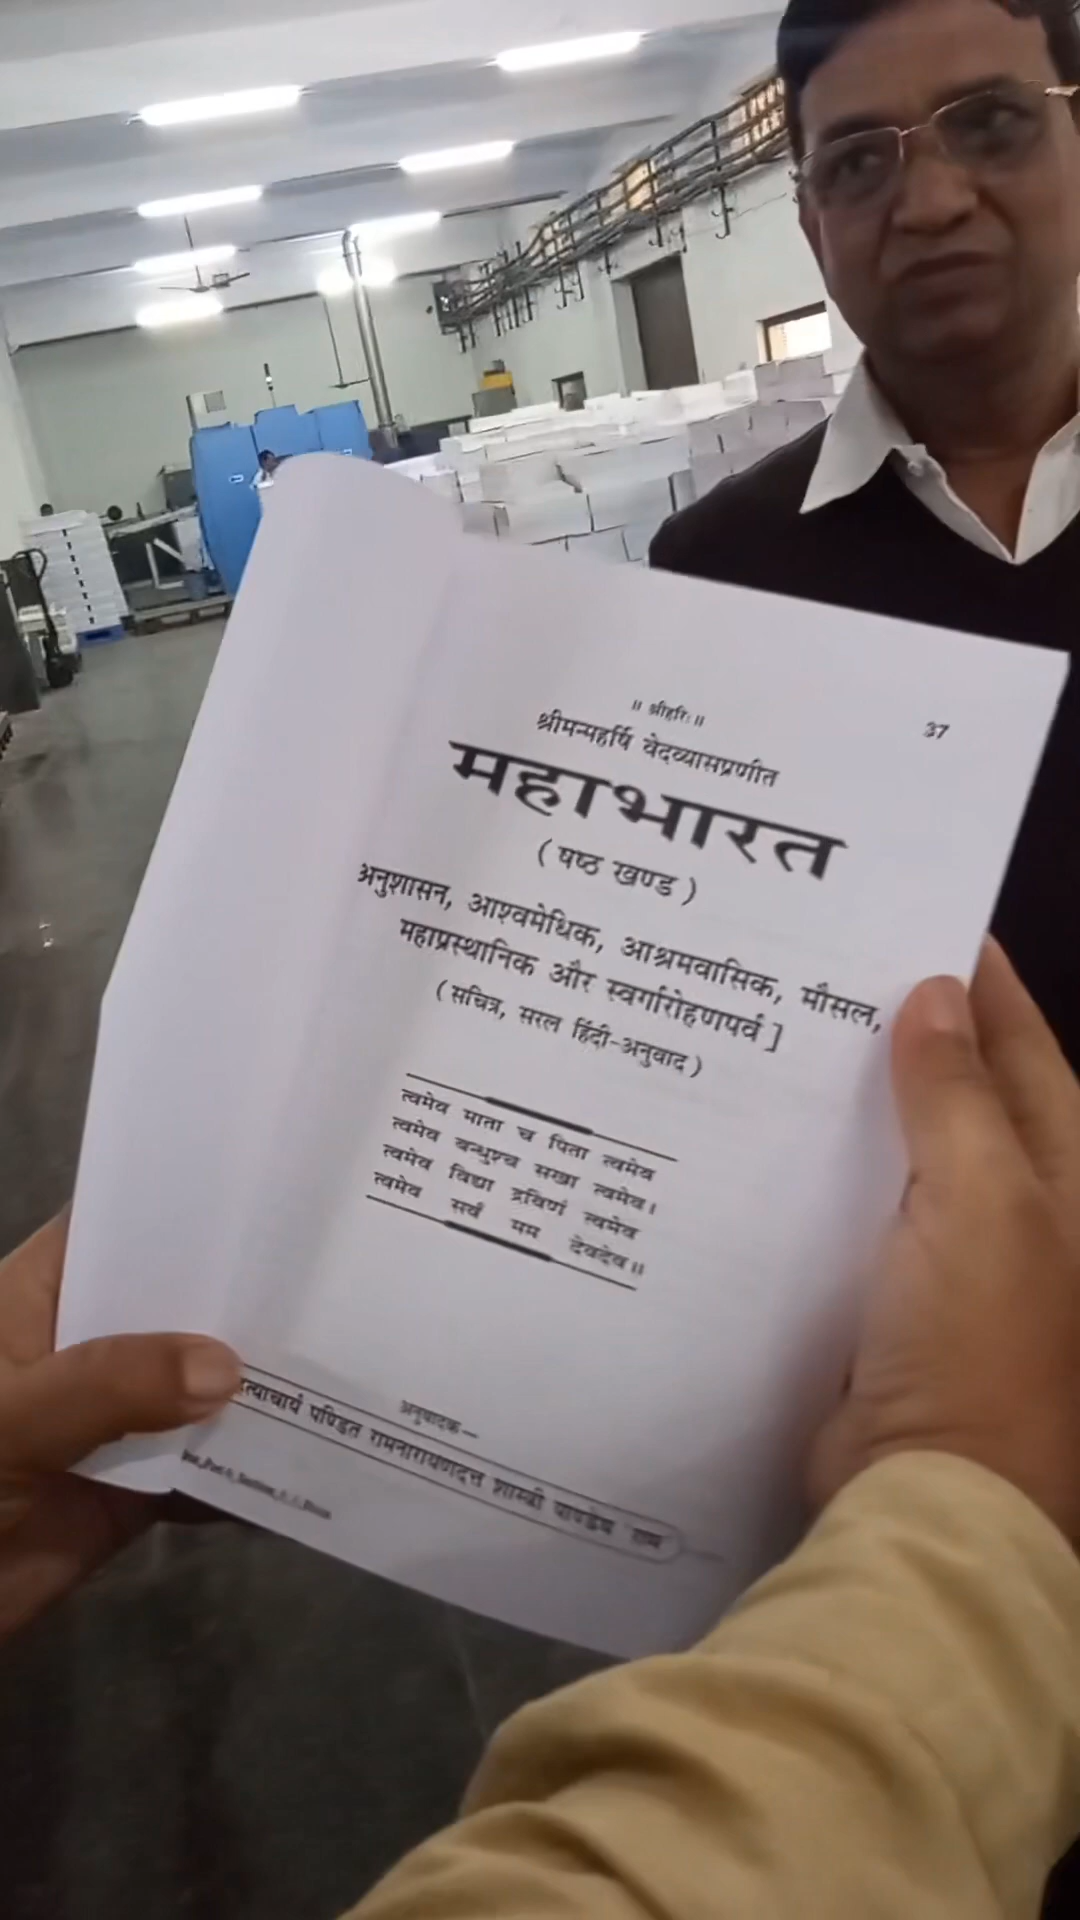 ॥ श्रीहरिः ॥
37
श्रीमन्महर्षि वेदव्यासप्रणीत
महाभारत
( षष्ठ खण्ड )
अनुशासन, आश्वमेधिक, आश्रमवासिक, मौसल,
महाप्रस्थानिक और स्वर्गारोहणपर्व ]
( सचित्र, सरल हिंदी-अनुवाद )
त्वमेव माता च पिता त्वमेव
त्वमेव बन्धुश्च सखा त्वमेव।
त्वमेव विद्या द्रविणं त्वमेव
त्वमेव सर्वं मम देवदेव॥
अनुवादक—
पण्डित रामनारायणदत्त शास्त्री पाण्डेय 'राम'